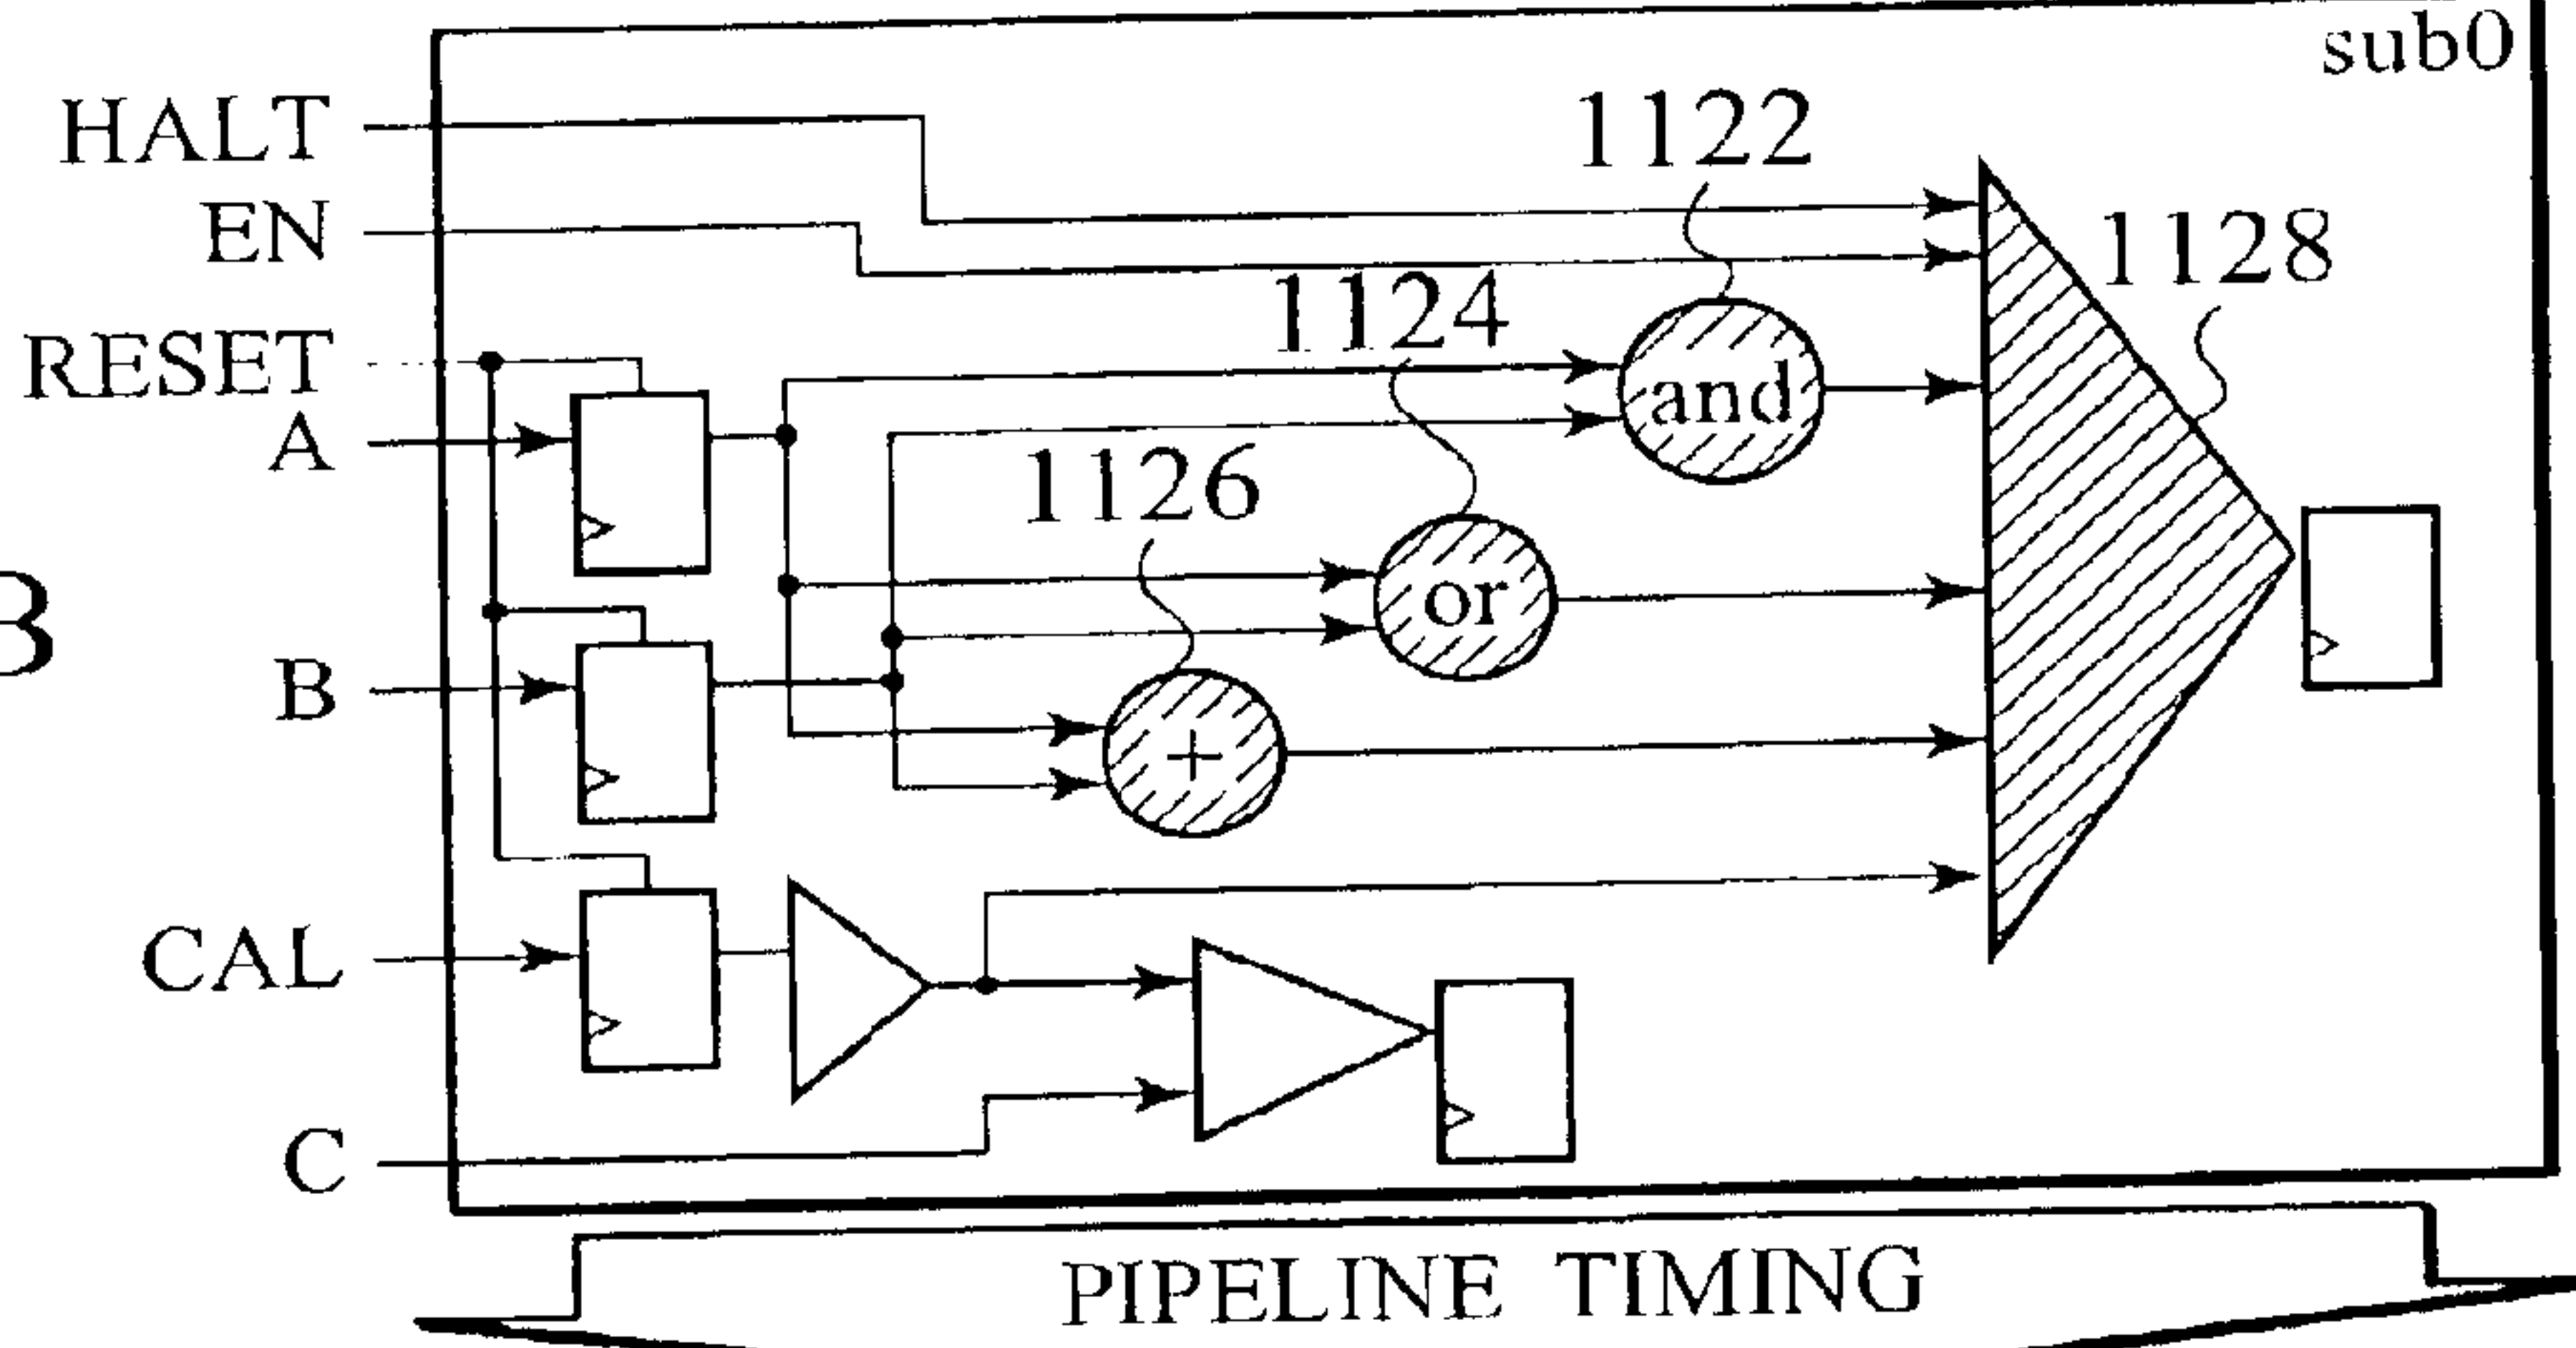 sub0
HALT
1122
EN
1128
1124
RESET
and
A
1126
or
B
B
+
CAL
C
PIPELINE TIMING